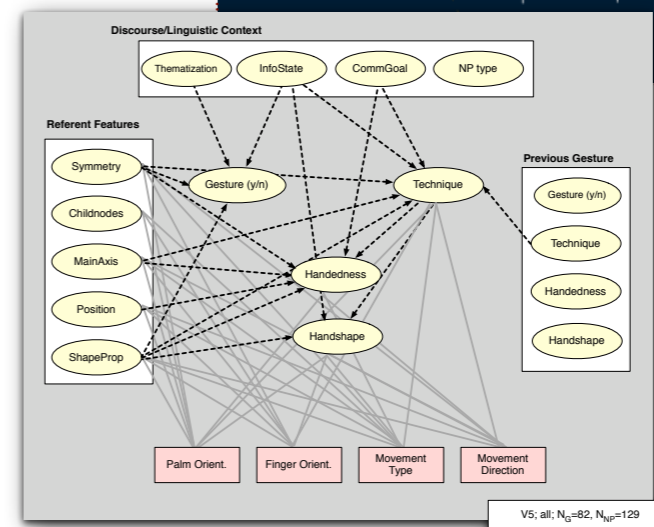 Discourse/Linguistic Context
Thematization
InfoState
CommGoal
NP type
Referent Features
Symmetry
Childnodes
MainAxis
Position
ShapeProp
Gesture (y/n)
Technique
Handedness
Handshape
Previous Gesture
Gesture (y/n)
Technique
Handedness
Handshape
Palm Orient.
Finger Orient.
Movement
Type
Movement
Direction
V5; all; N_G=82, N_NP=129